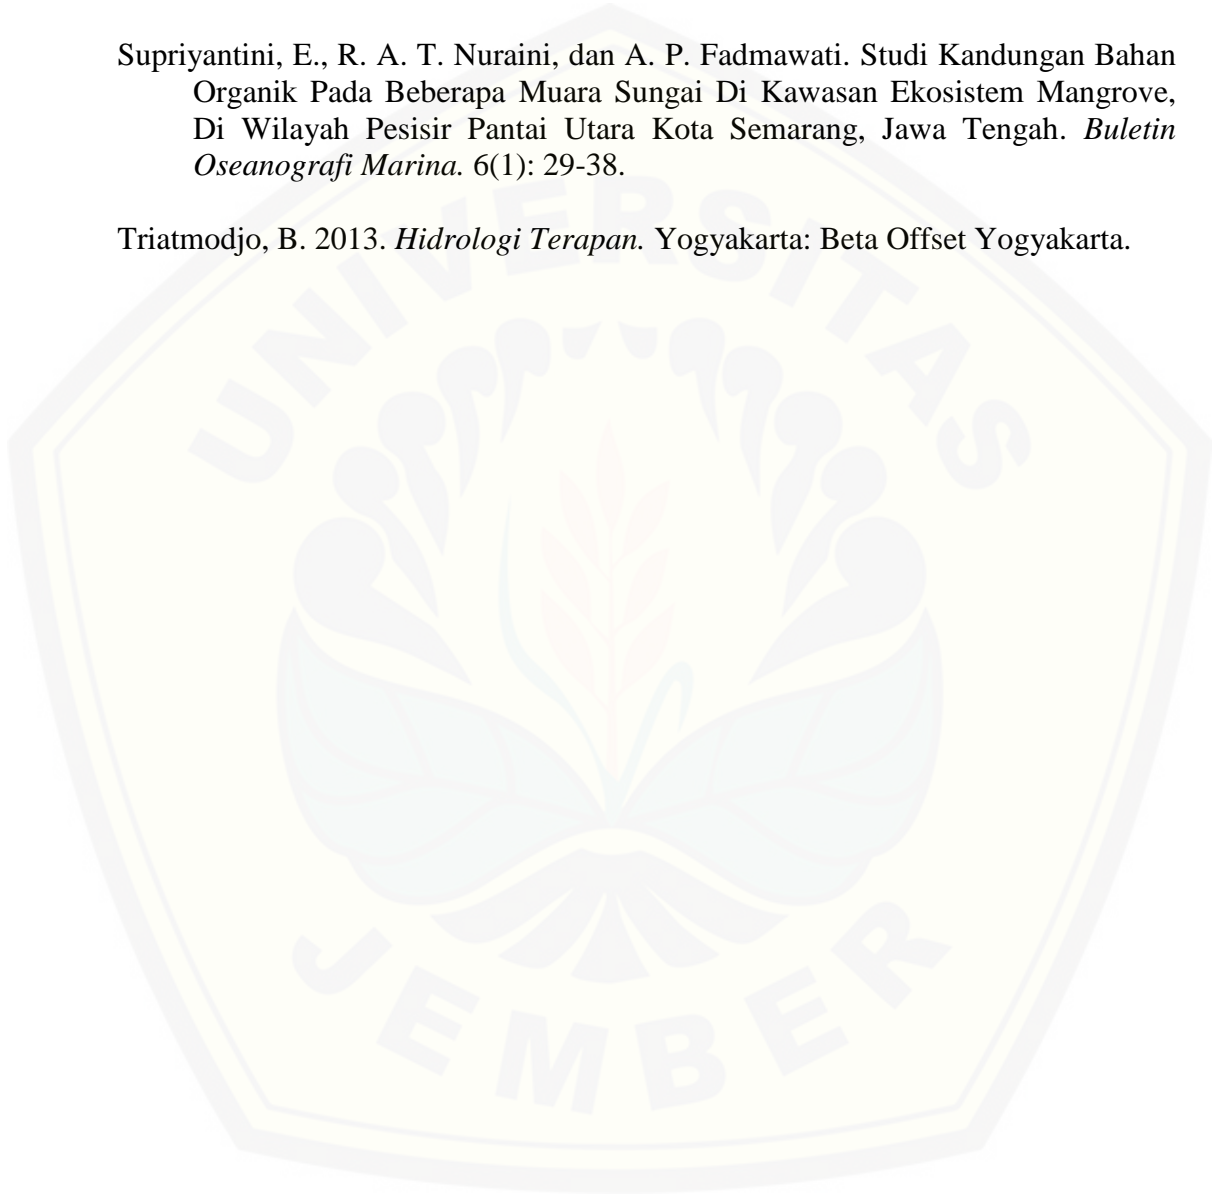 Supriyantini, E., R. A. T. Nuraini, dan A. P. Fadmawati. Studi Kandungan Bahan
Organik Pada Beberapa Muara Sungai Di Kawasan Ekosistem Mangrove,
Di Wilayah Pesisir Pantai Utara Kota Semarang, Jawa Tengah. Buletin
Oseanografi Marina. 6(1): 29-38.
Triatmodjo, B. 2013. Hidrologi Terapan. Yogyakarta: Beta Offset Yogyakarta.
UNIVERSITAS
JEMBER